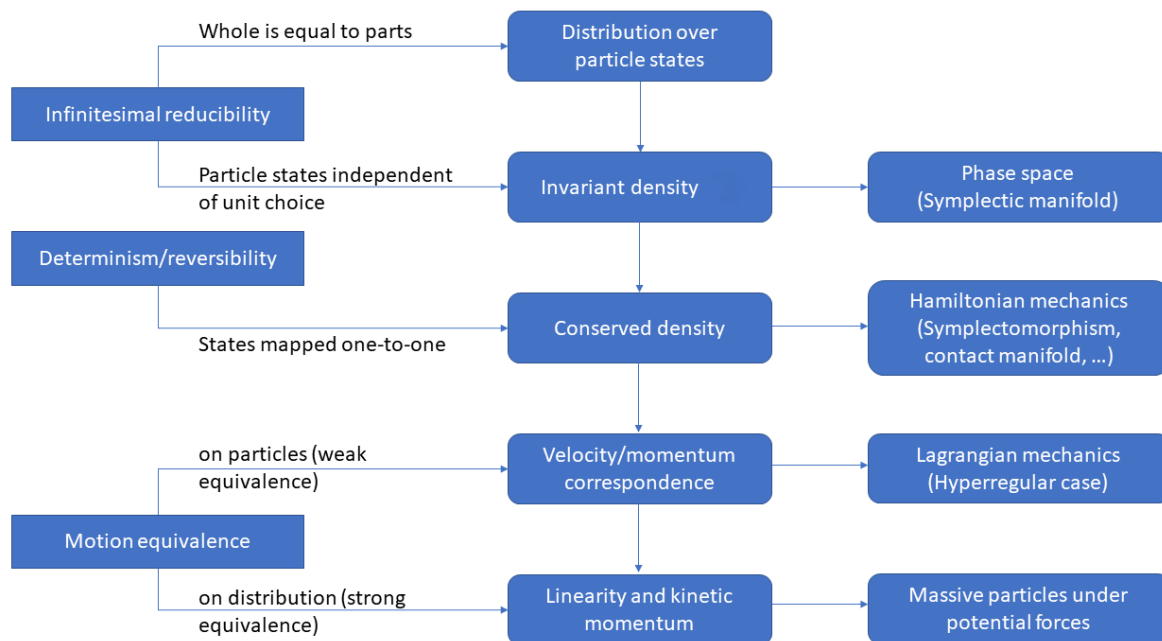 Whole is equal to parts
Distribution over
particle states
Infinitesimal reducibility
Particle states independent
of unit choice
Invariant density
Phase space
(Symplectic manifold)
Determinism/reversibility
States mapped one-to-one
Conserved density
Hamiltonian mechanics
(Symplectomorphism,
contact manifold, ...)
on particles (weak
equivalence)
Velocity/momentum
correspondence
Lagrangian mechanics
(Hyperregular case)
Motion equivalence
on distribution (strong
equivalence)
Linearity and kinetic
momentum
Massive particles under
potential forces